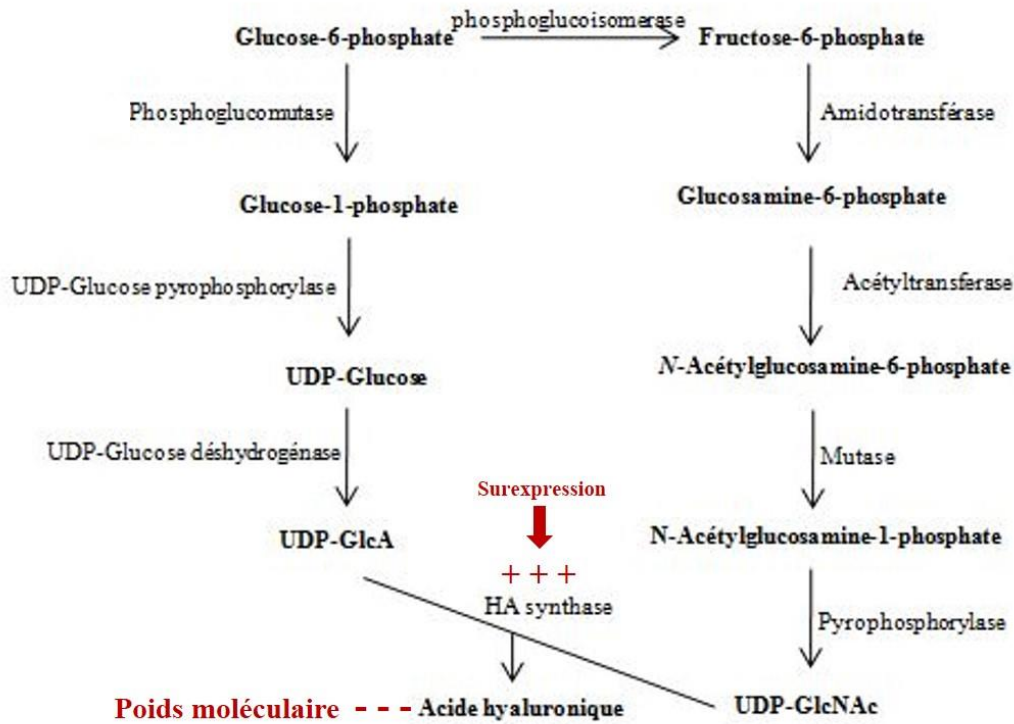 phosphoglucoisomerase
Glucose-6-phosphate
Fructose-6-phosphate
Phosphoglucomutase
Amidotransférase
Glucose-1-phosphate
Glucosamine-6-phosphate
UDP-Glucose pyrophosphorylase
Acétyltransferase
UDP-Glucose
N-Acétylglucosamine-6-phosphate
UDP-Glucose déshydrogénase
Mutase
Surexpression
UDP-GlcA
N-Acétylglucosamine-1-phosphate
+ + +
HA synthase
Pyrophosphorylase
Poids moléculaire - - - Acide hyaluronique
UDP-GlcNAc